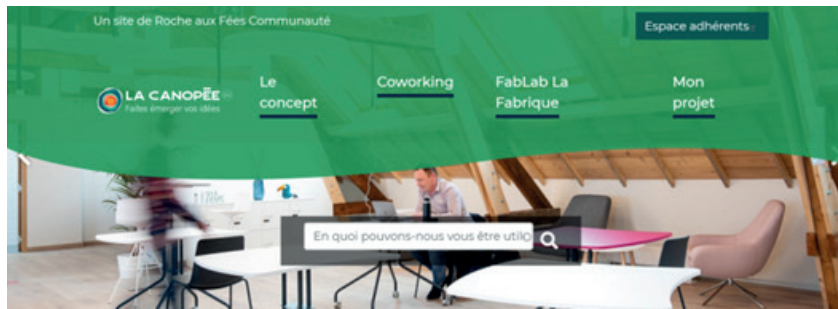 Un site de Roche aux Fées Communauté
Espace adhérents
LA CANOPÉE
Faites émerger vos idées
Le
concept
Coworking
FabLab La
Fabrique
Mon
projet
En quoi pouvons-nous vous être utile